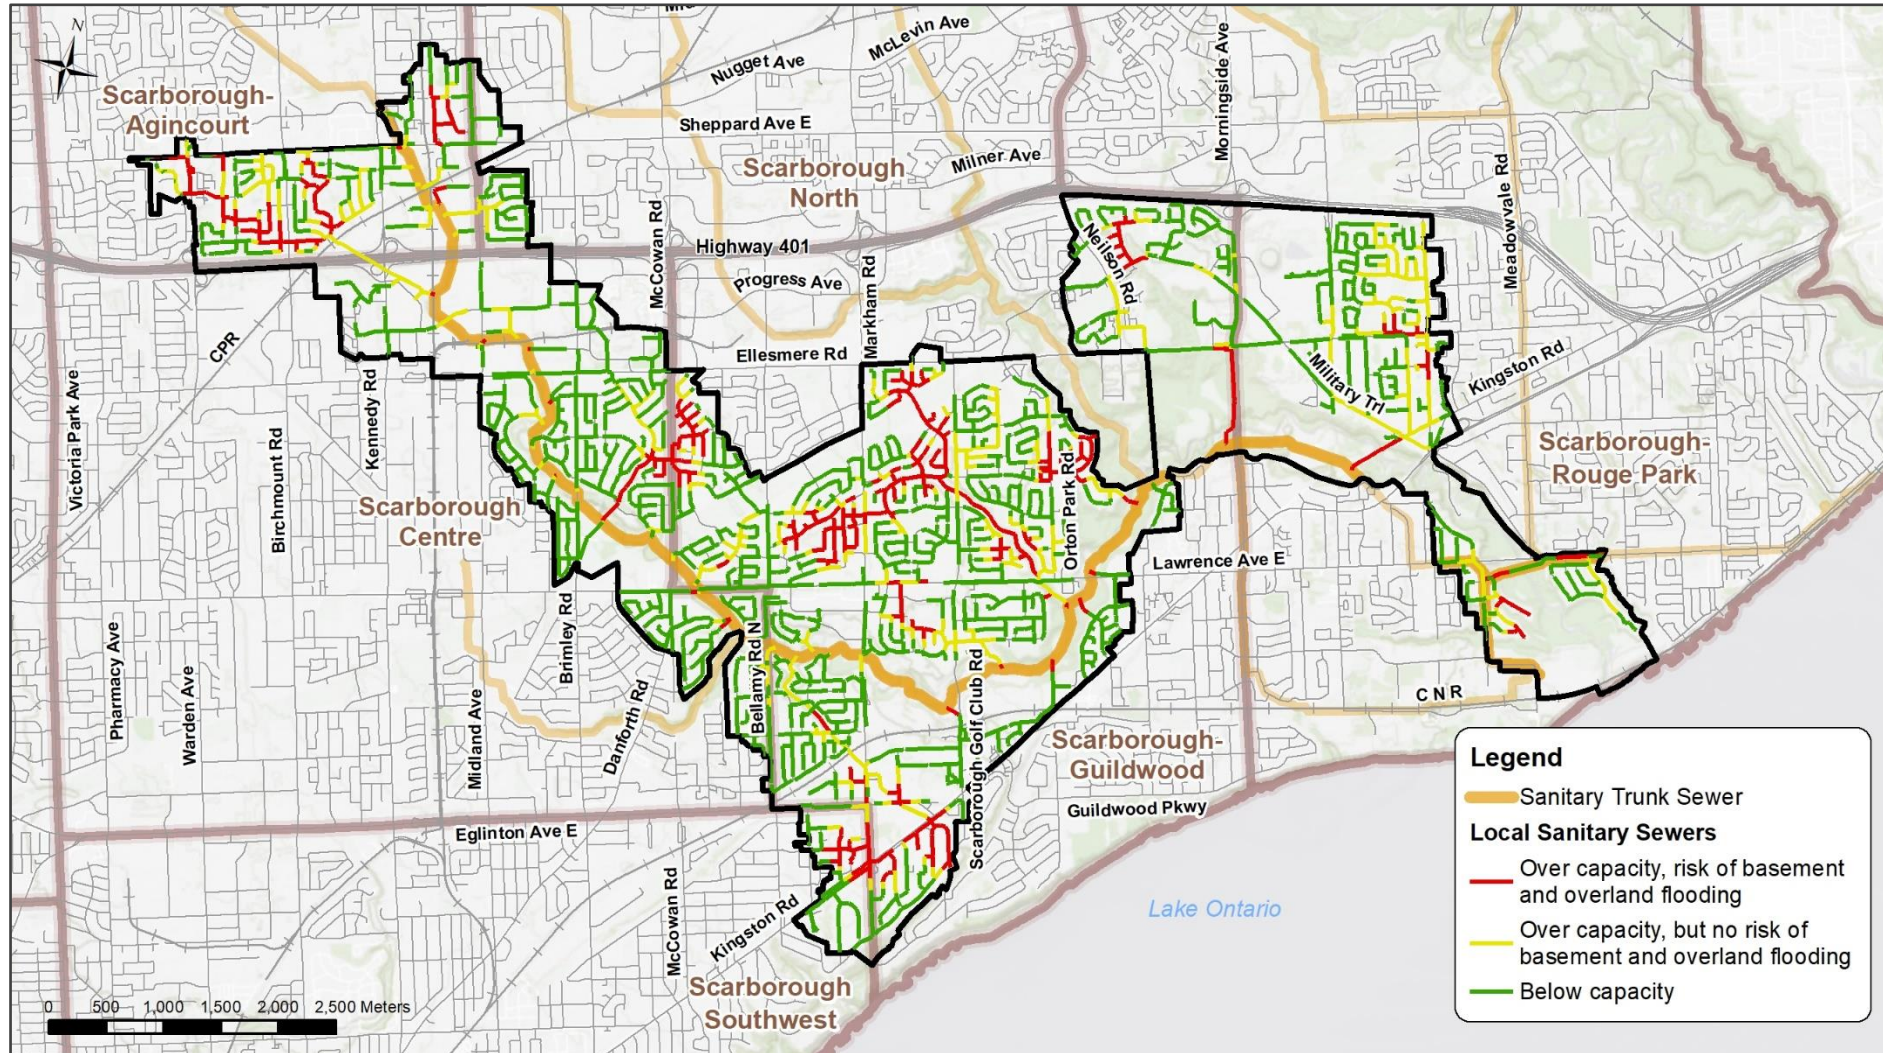 N
McLevin Ave
Nugget Ave
Scarborough-
Agincourt
Sheppard Ave E
Morningside Ave
Scarborough
North
Milner Ave
Meadowvale Rd
McCowan Rd
Highway 401
Neilson Rd
Progress Ave
Markham Rd
CPR
Ellesmere Rd
Kingston Rd
Military Trl
Victoria Park Ave
Birchmount Rd
Kennedy Rd
Scarborough-
Rouge Park
Scarborough
Centre
Orton Park Rd
Lawrence Ave E
Pharmacy Ave
Warden Ave
Brimley Rd
Midland Ave
Danforth Rd
Bellamy Rd N
Scarborough Golf Club Rd
C N R
Scarborough-
Guildwood
Guildwood Pkwy
Eglinton Ave E
McCowan Rd
Kingston Rd
Lake Ontario
Scarborough
Southwest
0 500 1,000 1,500 2,000 2,500 Meters
Legend
Sanitary Trunk Sewer
Local Sanitary Sewers
Over capacity, risk of basement
and overland flooding
Over capacity, but no risk of
basement and overland flooding
Below capacity